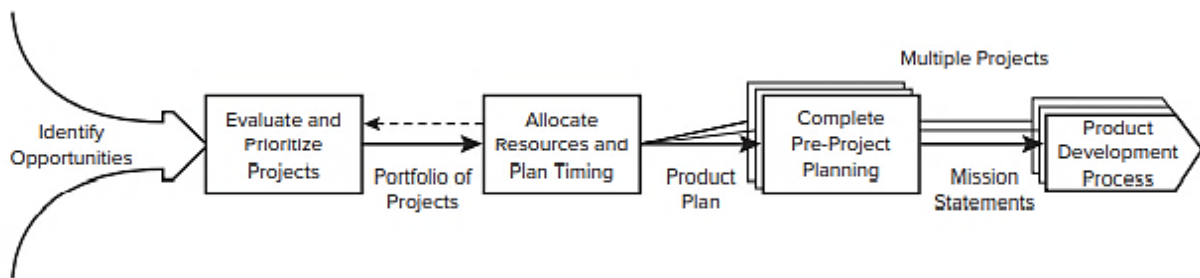 Identify
Opportunities
Evaluate and
Prioritize
Projects
Portfolio of
Projects
Allocate
Resources and
Plan Timing
Product
Plan
Multiple Projects
Complete
Pre-Project
Planning
Mission
Statements
Product
Development
Process